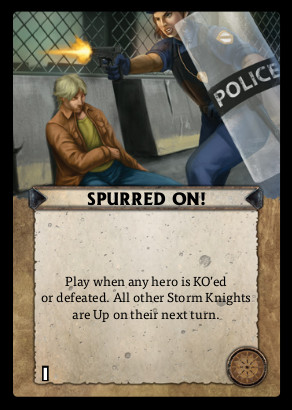 POLICE
SPURRED ON!
Play when any hero is KO'ed
or defeated. All other Storm Knights
are Up on their next turn.